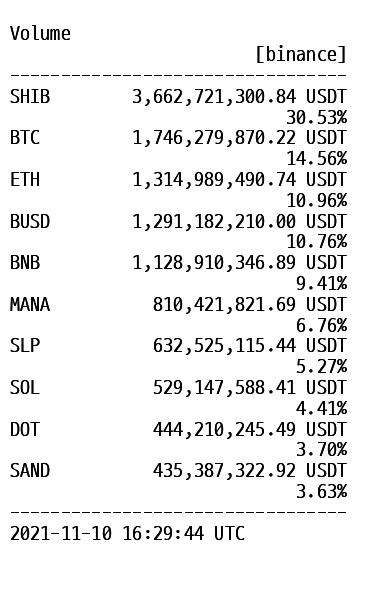 Volume
[binance]
---------------------------------
SHIB 3,662,721,300.84 USDT
30.53%
BTC 1,746,279,870.22 USDT
14.56%
ETH 1,314,989,490.74 USDT
10.96%
BUSD 1,291,182,210.00 USDT
10.76%
BNB 1,128,910,346.89 USDT
9.41%
MANA 810,421,821.69 USDT
6.76%
SLP 632,525,115.44 USDT
5.27%
SOL 529,147,588.41 USDT
4.41%
DOT 444,210,245.49 USDT
3.70%
SAND 435,387,322.92 USDT
3.63%
---------------------------------
2021-11-10 16:29:44 UTC